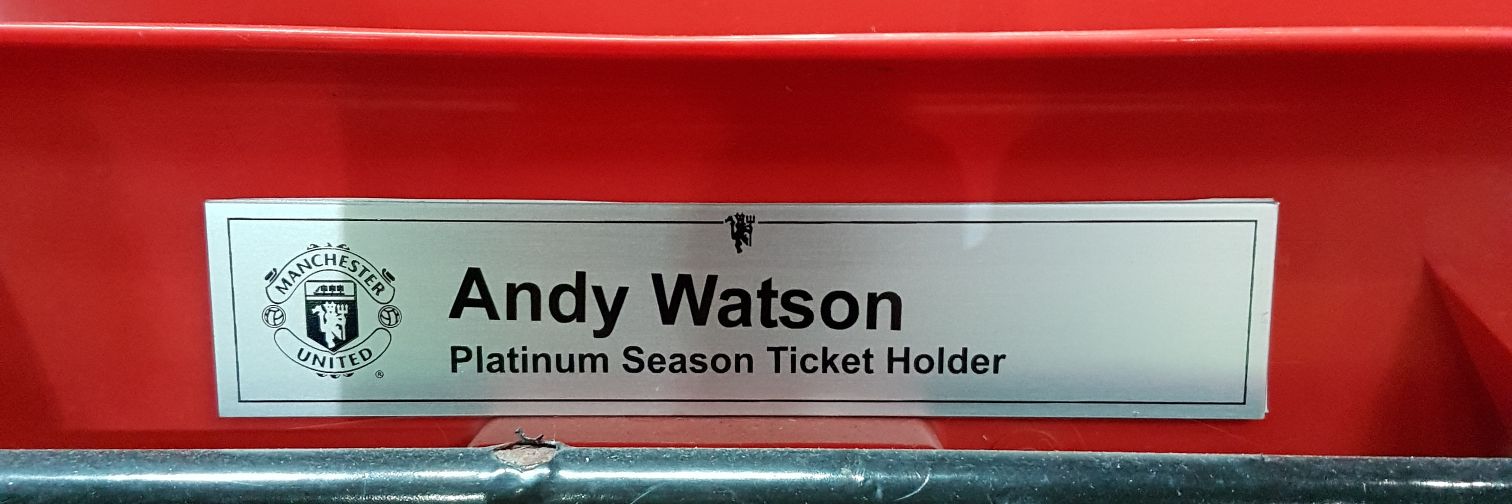 MANCHESTER
UNITED
®
Andy Watson
Platinum Season Ticket Holder